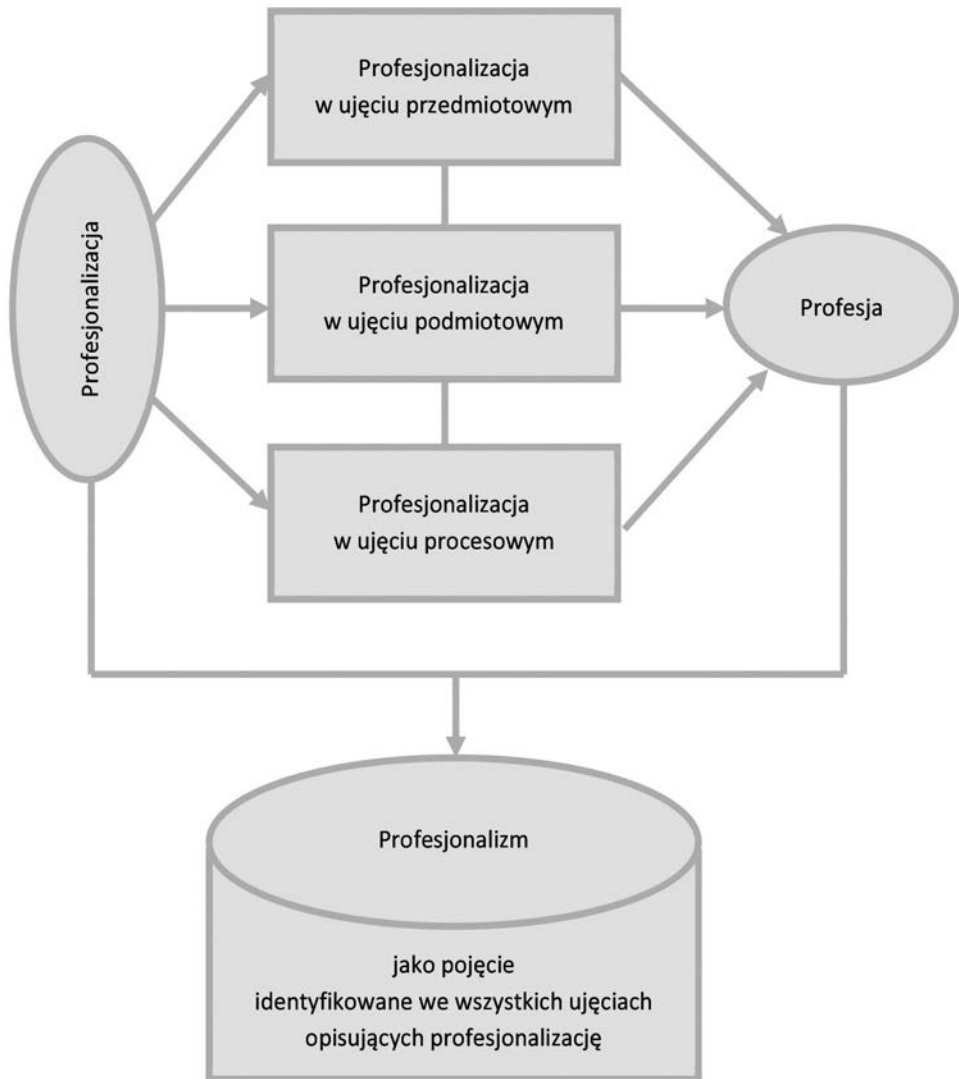 Profesjonalizacja
w ujęciu przedmiotowym
Profesjonalizacja
Profesjonalizacja
w ujęciu podmiotowym
Profesja
Profesjonalizacja
w ujęciu procesowym
Profesjonalizm
jako pojęcie
identyfikowane we wszystkich ujęciach
opisujących profesjonalizację